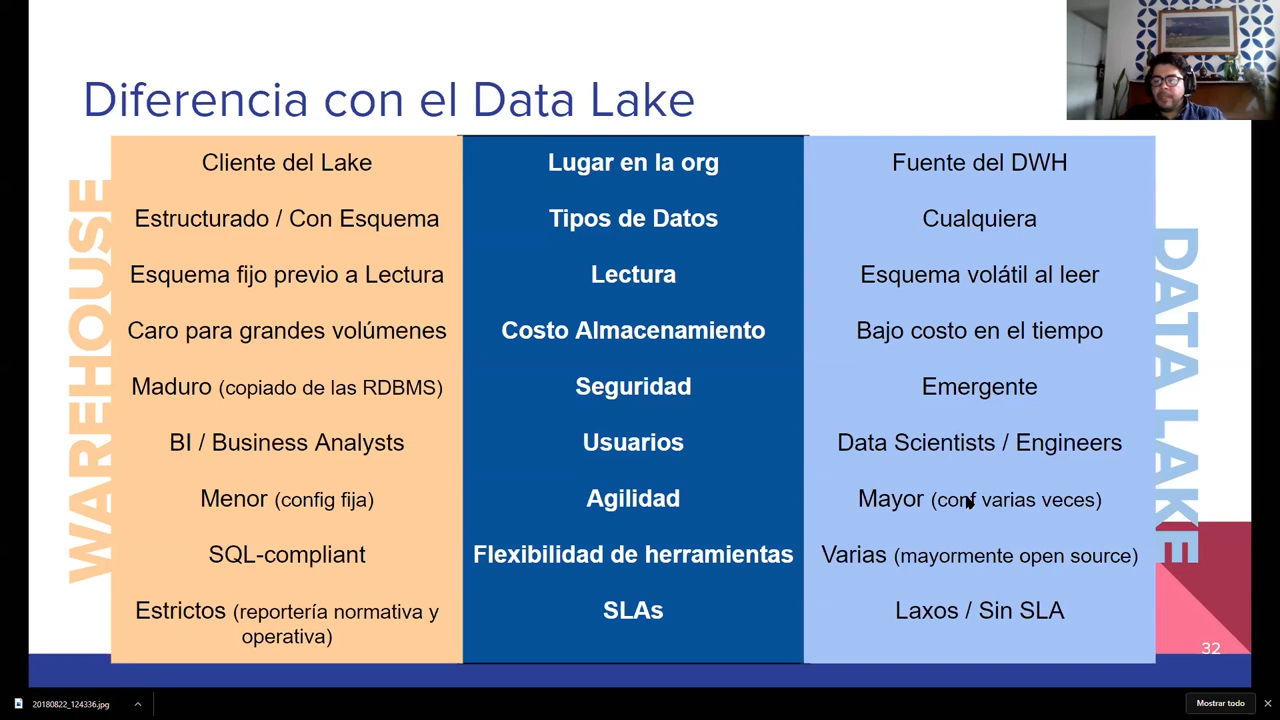 Diferencia con el Data Lake
WAREHOUSE
Cliente del Lake
Lugar en la org
Fuente del DWH
Estructurado / Con Esquema
Tipos de Datos
Cualquiera
Esquema fijo previo a Lectura
Lectura
Esquema volátil al leer
Caro para grandes volúmenes
Costo Almacenamiento
Bajo costo en el tiempo
Maduro (copiado de las RDBMS)
Seguridad
Emergente
BI / Business Analysts
Usuarios
Data Scientists / Engineers
Menor (config fija)
Agilidad
Mayor (conf varias veces)
SQL-compliant
Flexibilidad de herramientas
Varias (mayormente open source)
Estrictos (reportería normativa y
operativa)
SLAs
Laxos / Sin SLA
DATA LAKE
32
20180822_124336.jpg
Mostrar todo